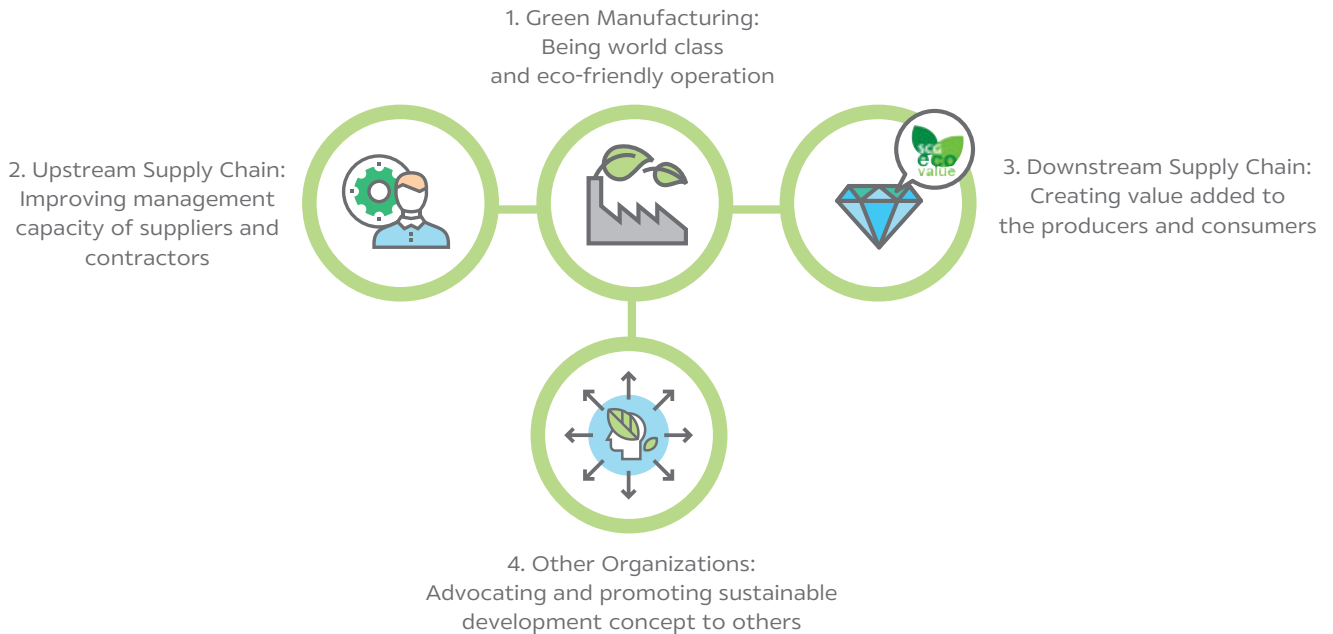 1. Green Manufacturing:
Being world class
and eco-friendly operation
2. Upstream Supply Chain:
Improving management
capacity of suppliers and
contractors
scg
eco
value
3. Downstream Supply Chain:
Creating value added to
the producers and consumers
4. Other Organizations:
Advocating and promoting sustainable
development concept to others